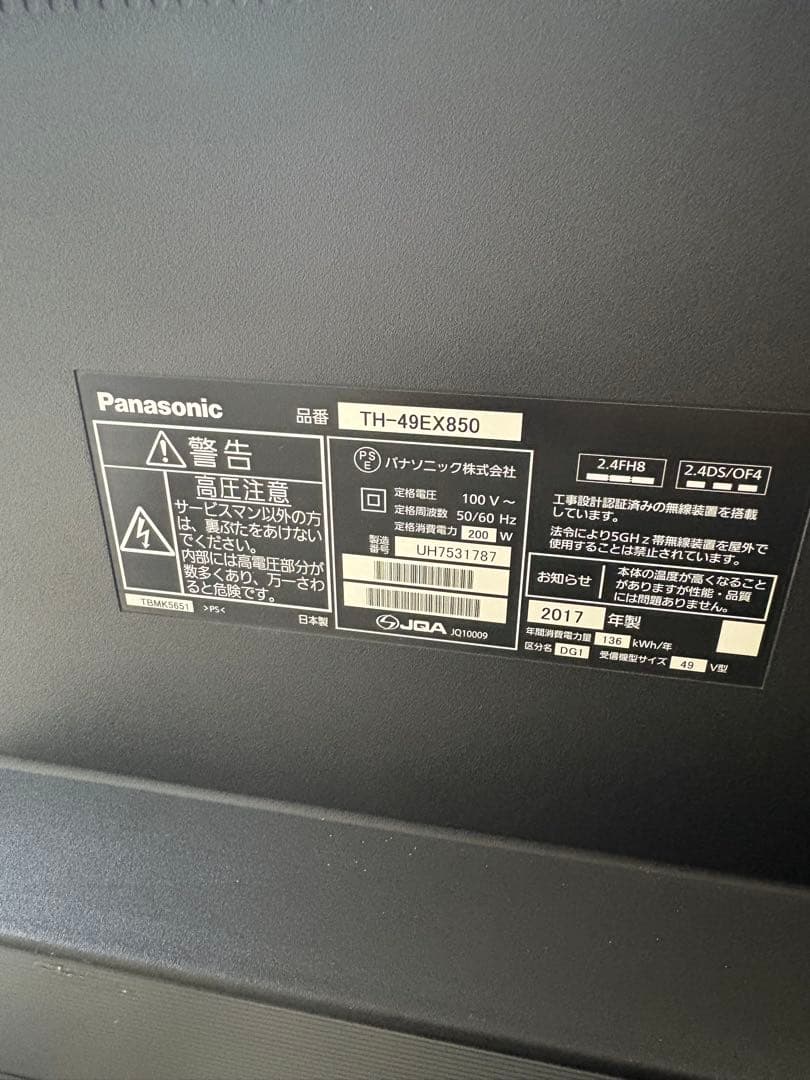 Panasonic
品番 TH-49EX850
警告
高圧注意
サービスマン以外の方
は、裏ぶたをあけない
でください。
内部には高電圧部分が
数多くあり、万一さわ
ると危険です。
TBMK5651 >PS<
日本製
PSE パナソニック株式会社
定格電圧 100 V～
定格周波数 50/60 Hz
定格消費電力 200 W
製造番号 UH7531787
JQA JQ10009
2.4FH8
2.4DS/OF4
工事設計認証済みの無線装置を搭載
しています。
法令により5GHz帯無線装置を屋外で
使用することは禁止されています。
お知らせ
本体の温度が高くなること
がありますが性能・品質
には問題ありません。
2017 年製
年間消費電力量 136 kWh/年
区分名 DG1 受信機型サイズ 49 V型